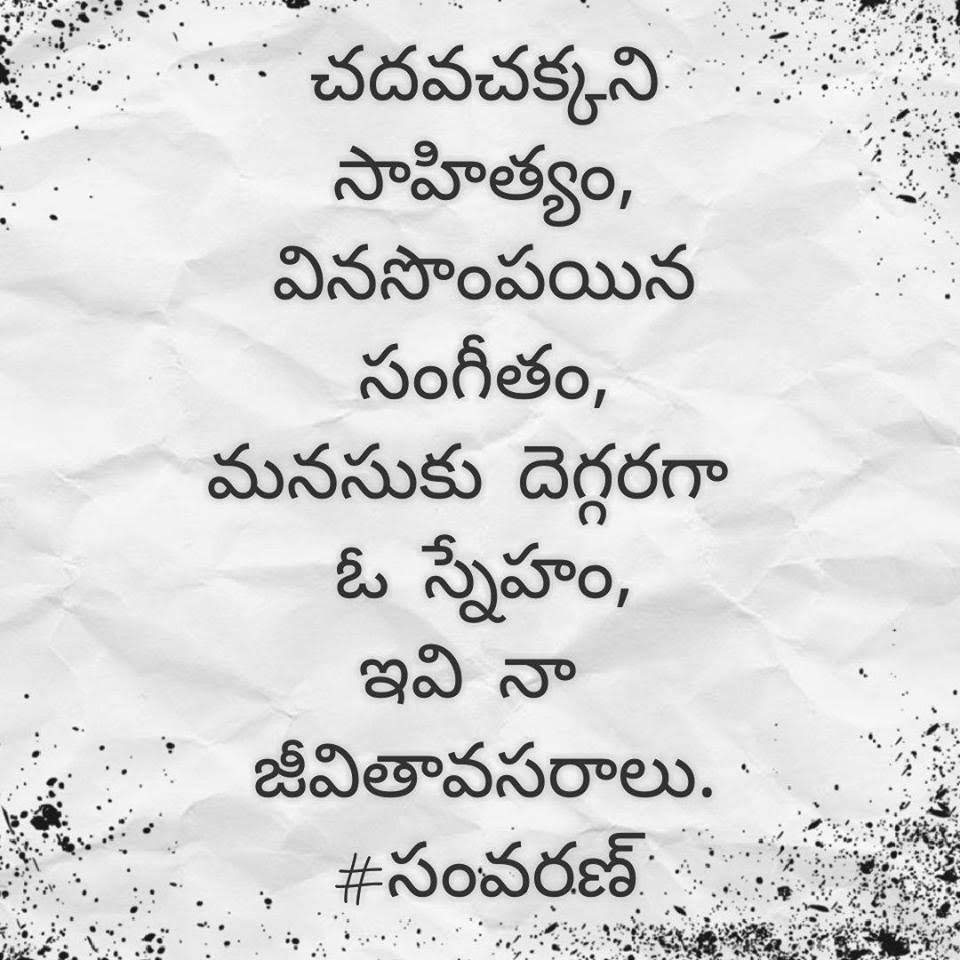 చదవచక్కని
సాహిత్యం,
వినసొంపయిన
సంగీతం,
మనసుకు దెగ్గరగా
ఓ స్నేహం,
ఇవి నా
జీవితావసరాలు.
#సంవరణ్